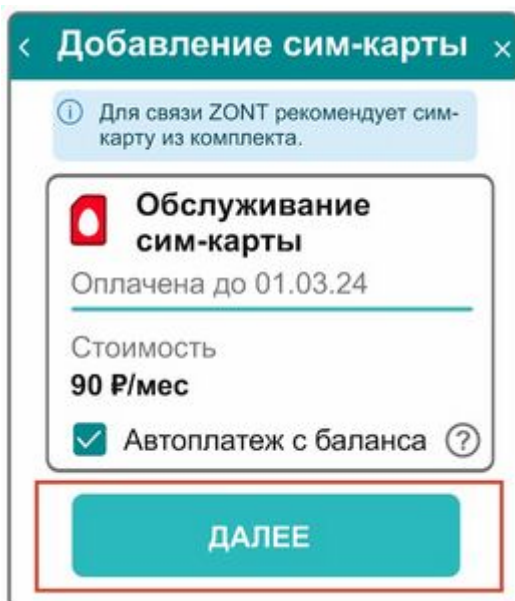 Добавление сим-карты
Для связи ZONT рекомендует сим-
карту из комплекта.
Обслуживание
сим-карты
Оплачена до 01.03.24
Стоимость
90 ₽/мес
Автоплатеж с баланса
ДАЛЕЕ